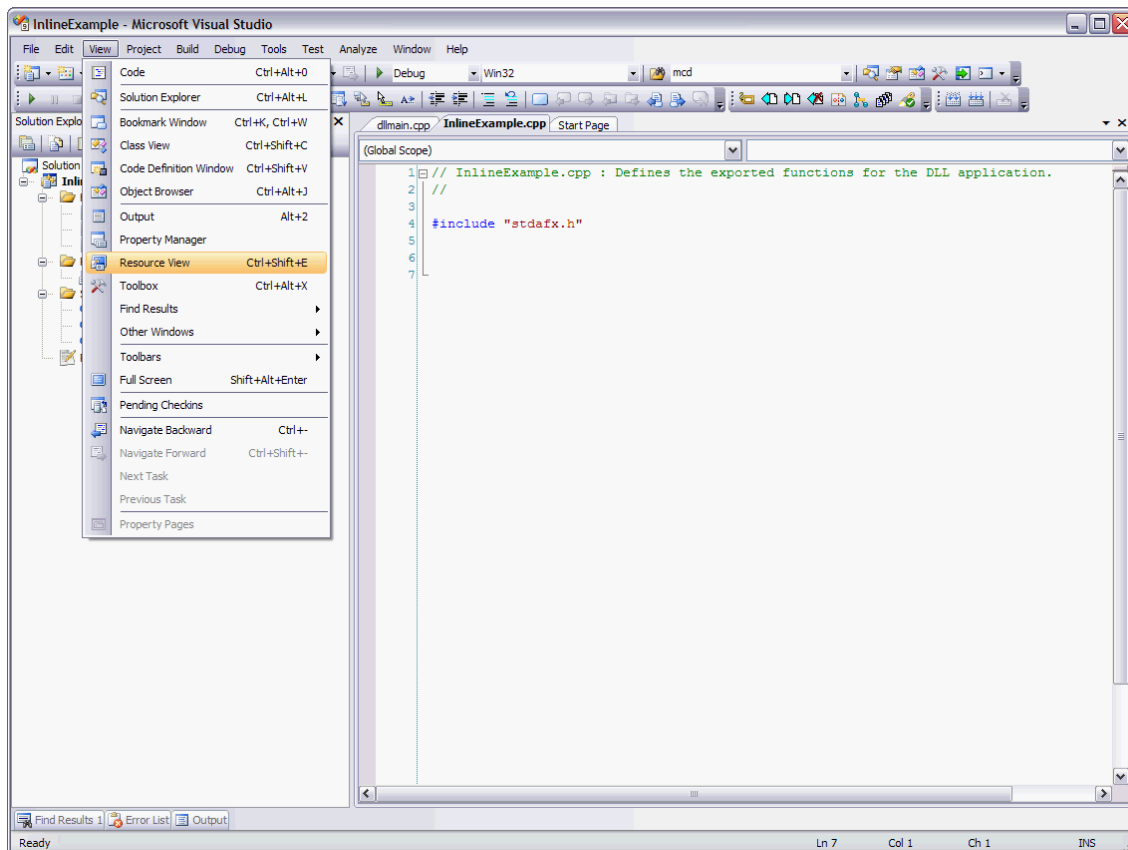 InlineExample - Microsoft Visual Studio
File Edit View Project Build Debug Tools Test Analyze Window Help
Debug Win32 mcd
Solution Explo
dllmain.cpp InlineExample.cpp Start Page
(Global Scope)
Solution
Inli
Code Ctrl+Alt+0
Solution Explorer Ctrl+Alt+L
Bookmark Window Ctrl+K, Ctrl+W
Class View Ctrl+Shift+C
Code Definition Window Ctrl+Shift+V
Object Browser Ctrl+Alt+J
Output Alt+2
Property Manager
Resource View Ctrl+Shift+E
Toolbox Ctrl+Alt+X
Find Results
Other Windows
Toolbars
Full Screen Shift+Alt+Enter
Pending Checkins
Navigate Backward Ctrl+-
Navigate Forward Ctrl+Shift+-
Next Task
Previous Task
Property Pages
1 // InlineExample.cpp : Defines the exported functions for the DLL application.
2 //
3
4 #include "stdafx.h"
5
6
7
Find Results 1 Error List Output
Ready Ln 7 Col 1 Ch 1 INS